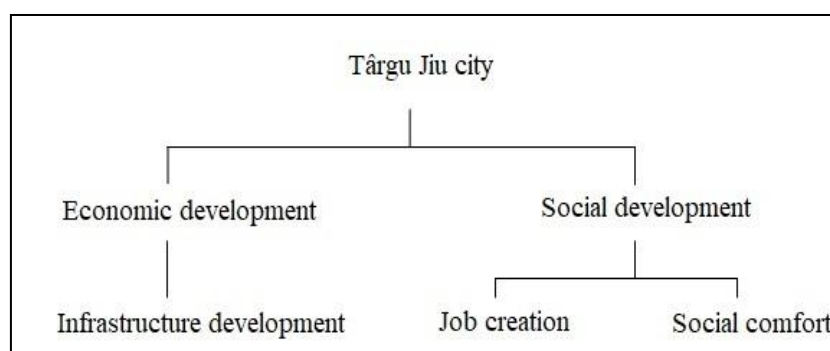 Târgu Jiu city
Economic development
Social development
Infrastructure development
Job creation
Social comfort